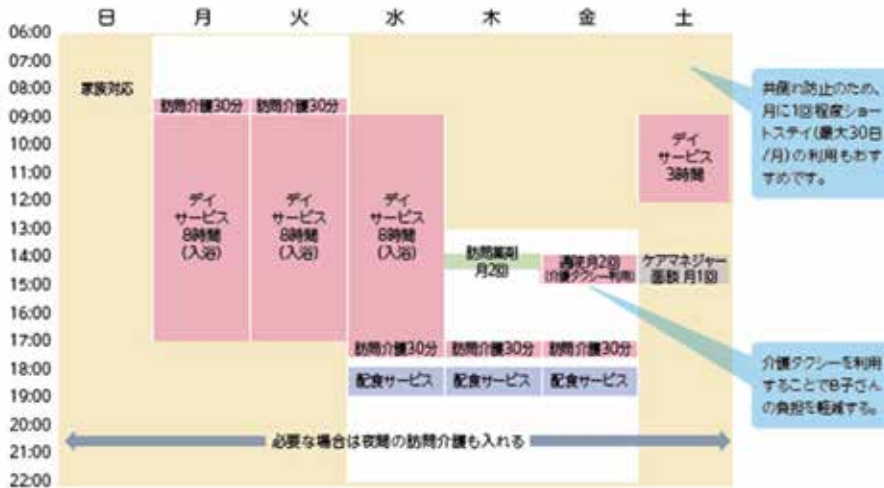 日 月 火 水 木 金 土
06:00
07:00
08:00
09:00
10:00
11:00
12:00
13:00
14:00
15:00
16:00
17:00
18:00
19:00
20:00
21:00
22:00
家族対応
訪問介護30分 訪問介護30分
デイ
サービス
8時間
(入浴)
デイ
サービス
8時間
(入浴)
デイ
サービス
8時間
(入浴)
デイ
サービス
3時間
訪問薬剤
月2回
通院月2回
(介護タクシー利用)
ケアマネジャー
面談 月1回
訪問介護30分 訪問介護30分 訪問介護30分
配食サービス 配食サービス 配食サービス
必要な場合は夜間の訪問介護も入れる
共倒れ防止のため、
月に1回程度ショー
トステイ(最大30日
/月)の利用もおす
すめです。
介護タクシーを利用
することでB子さん
の負担を軽減する。